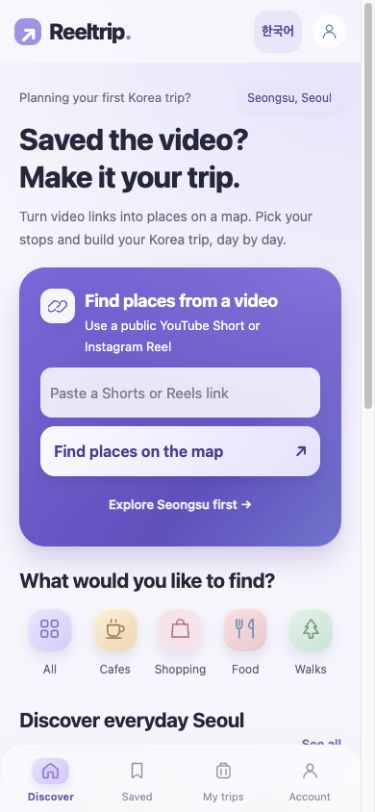 Reeltrip.
한국어
Planning your first Korea trip?
Seongsu, Seoul
Saved the video?
Make it your trip.
Turn video links into places on a map. Pick your
stops and build your Korea trip, day by day.
Find places from a video
Use a public YouTube Short or
Instagram Reel
Paste a Shorts or Reels link
Find places on the map
Explore Seongsu first →
What would you like to find?
All
Cafes
Shopping
Food
Walks
Discover everyday Seoul
See all
Discover
Saved
My trips
Account